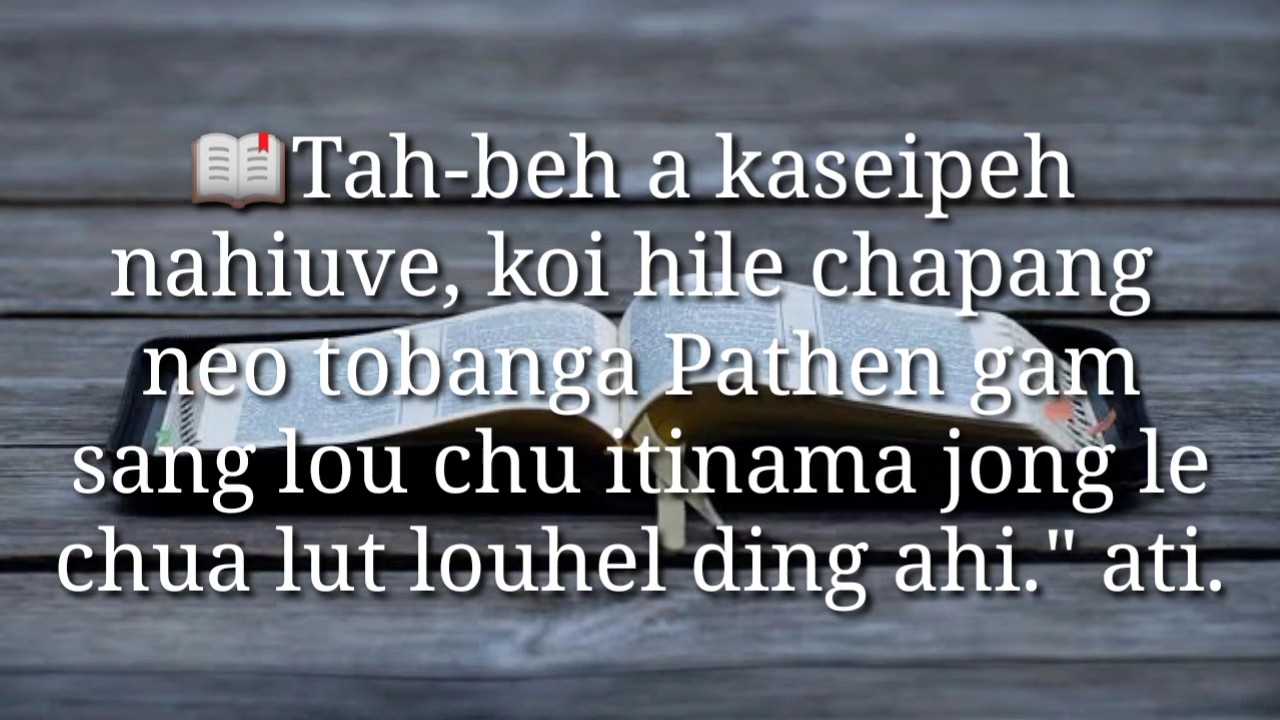 📖Tah-beh a kaseipeh
nahiuve, koi hile chapang
neo tobanga Pathen gam
sang lou chu itinama jong le
chua lut louhel ding ahi." ati.